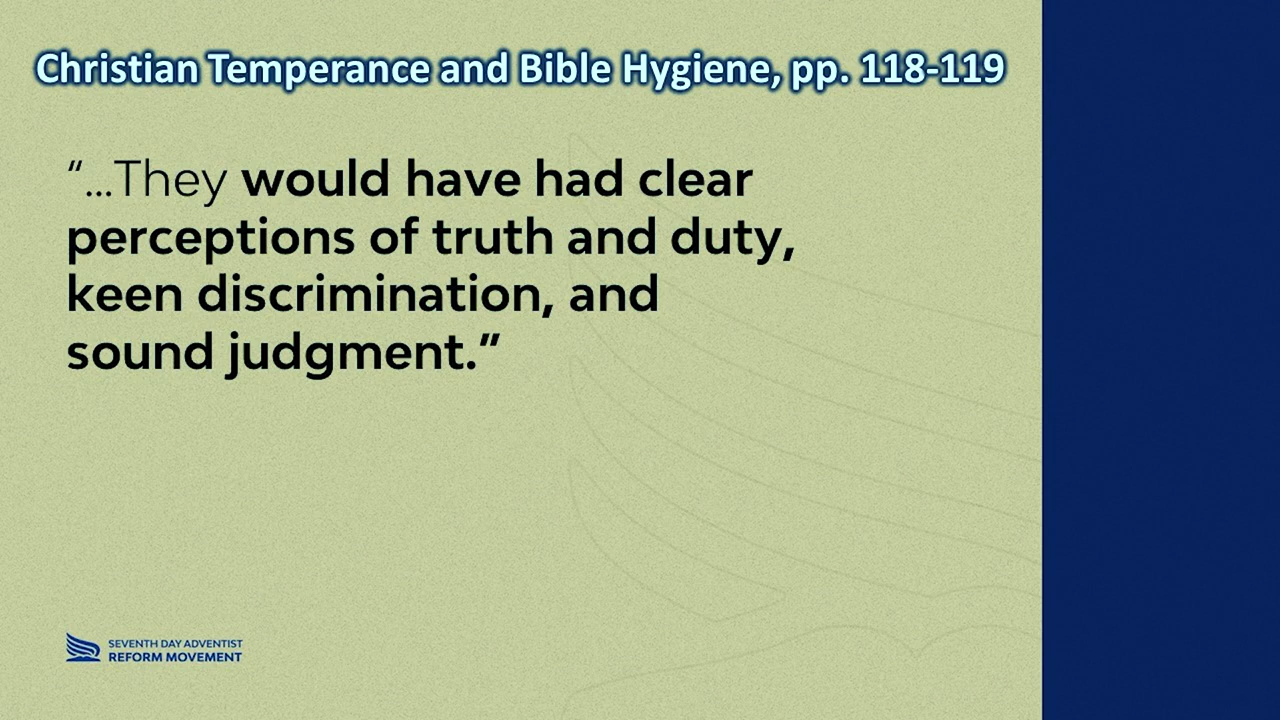 Christian Temperance and Bible Hygiene, pp. 118-119
“...They would have had clear
perceptions of truth and duty,
keen discrimination, and
sound judgment.”
SEVENTH DAY ADVENTIST
REFORM MOVEMENT